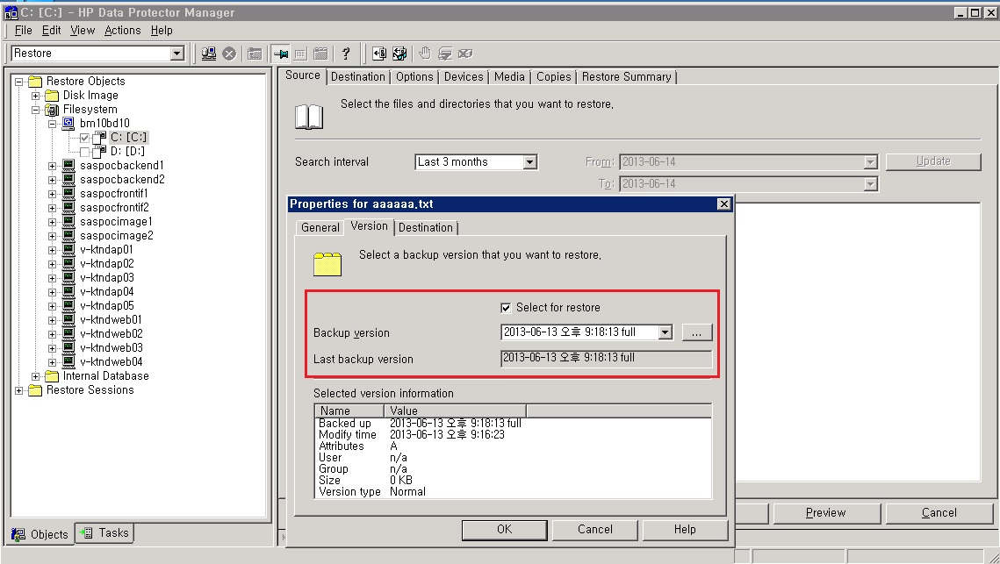 C: [C:] - HP Data Protector Manager
File Edit View Actions Help
Restore
Restore Objects
Disk Image
Filesystem
bm10bd10
C: [C:]
D: [D:]
saspocbackend1
saspocbackend2
saspocfrontif1
saspocfrontif2
saspocimage1
saspocimage2
v-ktndap01
v-ktndap02
v-ktndap03
v-ktndap04
v-ktndap05
v-ktndweb01
v-ktndweb02
v-ktndweb03
v-ktndweb04
Internal Database
Restore Sessions
Objects Tasks
Source Destination Options Devices Media Copies Restore Summary
Select the files and directories that you want to restore.
Search interval Last 3 months From: 2013-06-14 Update
To: 2013-06-14
Properties for aaaaaa.txt
General Version Destination
Select a backup version that you want to restore.
Select for restore
Backup version 2013-06-13 오후 9:18:13 full ...
Last backup version 2013-06-13 오후 9:18:13 full
Selected version information
Name Value
Backed up 2013-06-13 오후 9:18:13 full
Modify time 2013-06-13 오후 9:16:23
Attributes A
User n/a
Group n/a
Size 0 KB
Version type Normal
OK Cancel Help
Preview Cancel